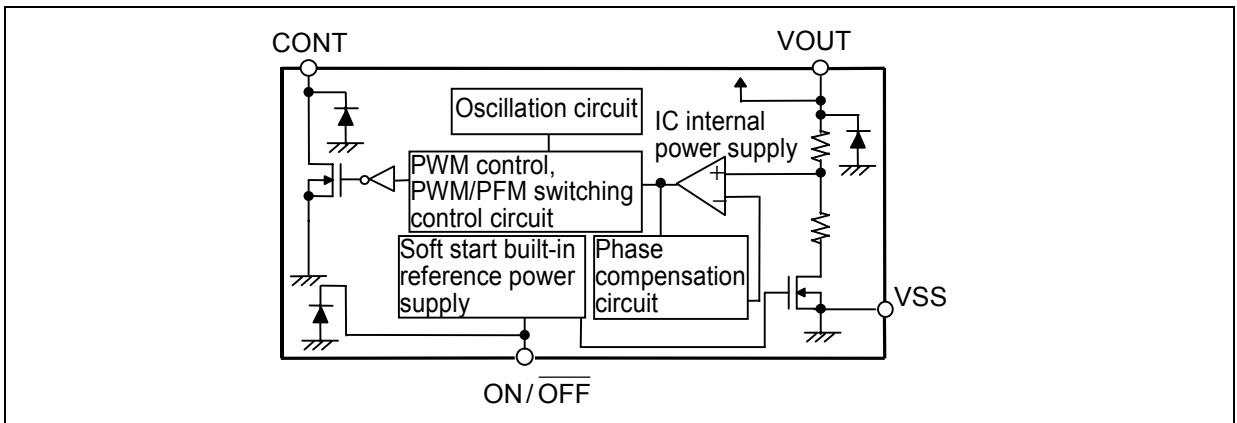 CONT
VOUT
Oscillation circuit
IC internal
power supply
PWM control,
PWM/PFM switching
control circuit
+
−
Soft start built-in
reference power
supply
Phase
compensation
circuit
VSS
ON/O̅F̅F̅